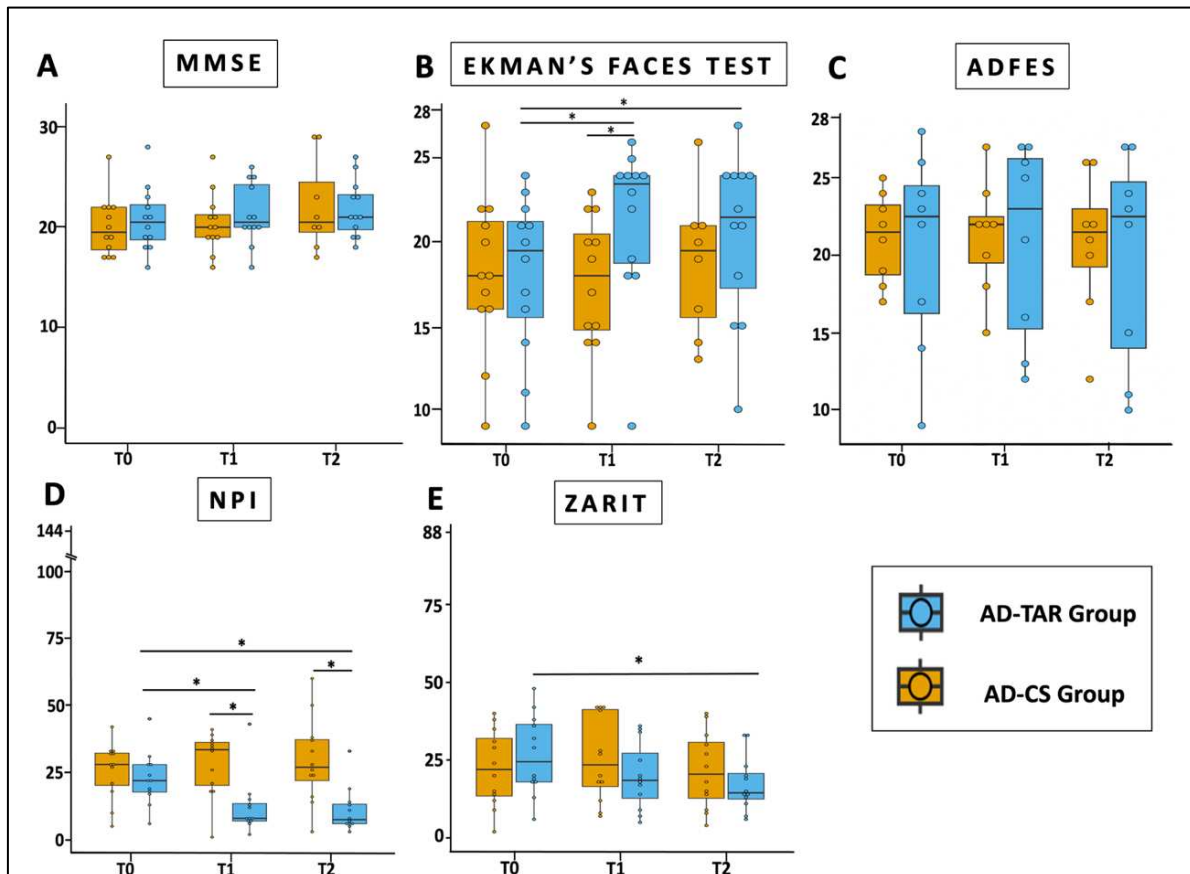 A
MMSE
30
20
10
0
T0 T1 T2
B
EKMAN'S FACES TEST
28
25
20
15
10
* 
*
*
T0 T1 T2
C
ADFES
28
25
20
15
10
T0 T1 T2
D
NPI
144
100
75
50
25
0
*
*
*
*
T0 T1 T2
E
ZARIT
88
75
50
25
0
*
T0 T1 T2
AD-TAR Group
AD-CS Group